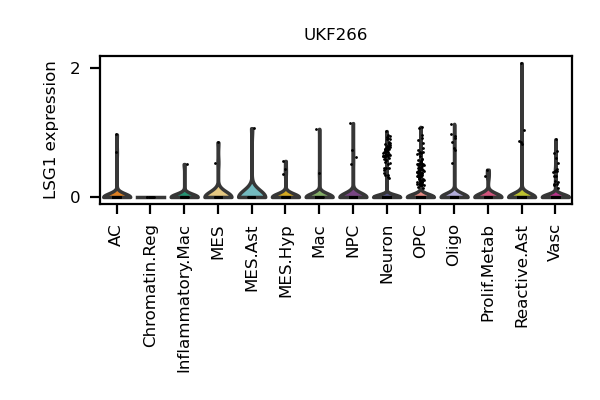 UKF266
LSG1 expression
2
0
AC
Chromatin.Reg
Inflammatory.Mac
MES
MES.Ast
MES.Hyp
Mac
NPC
Neuron
OPC
Oligo
Prolif.Metab
Reactive.Ast
Vasc